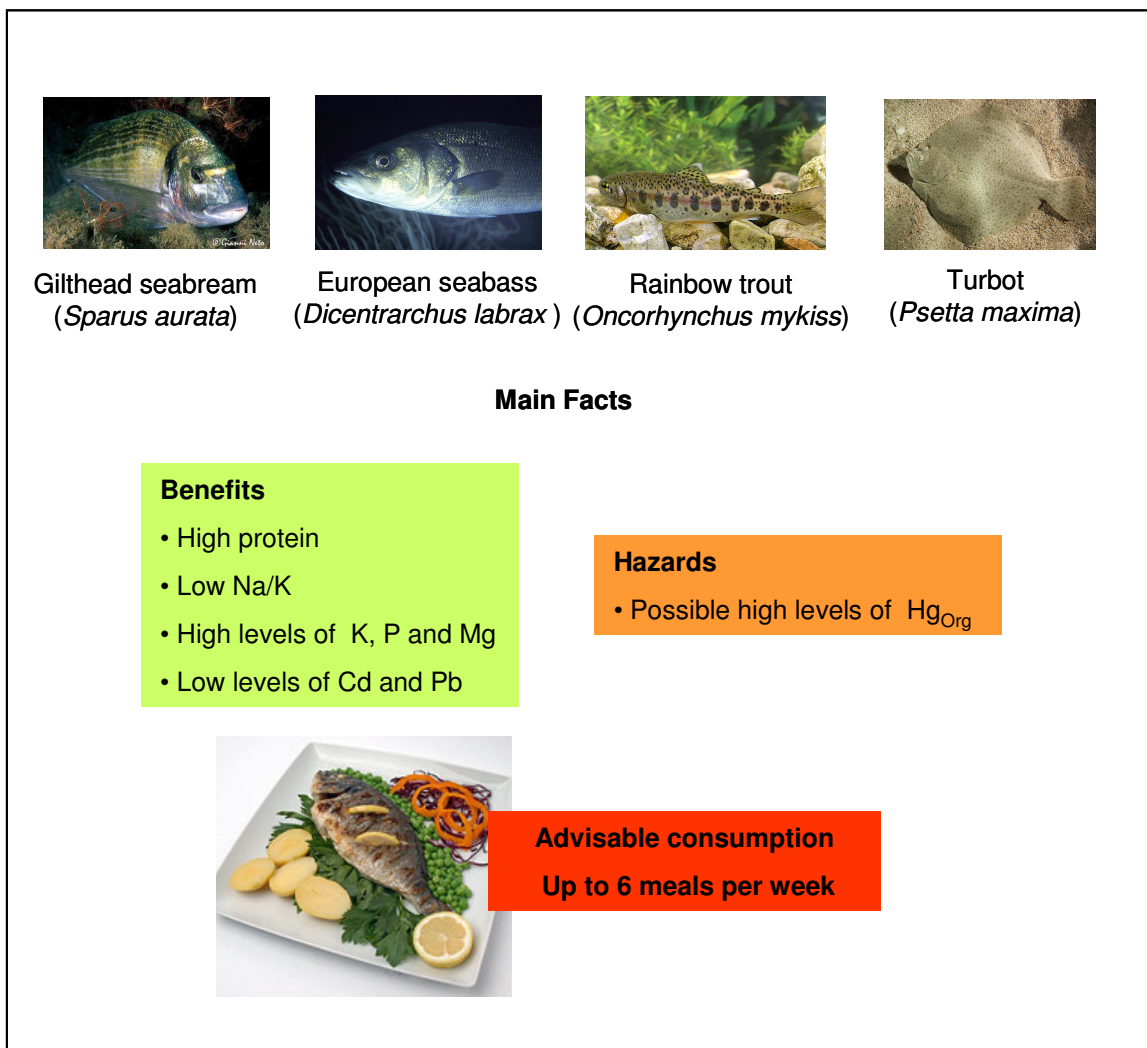 @Gianni Neto
Gilthead seabream
(Sparus aurata)
European seabass
(Dicentrarchus labrax )
Rainbow trout
(Oncorhynchus mykiss)
Turbot
(Psetta maxima)
Main Facts
Benefits
• High protein
• Low Na/K
• High levels of K, P and Mg
• Low levels of Cd and Pb
Hazards
• Possible high levels of HgOrg
Advisable consumption
Up to 6 meals per week